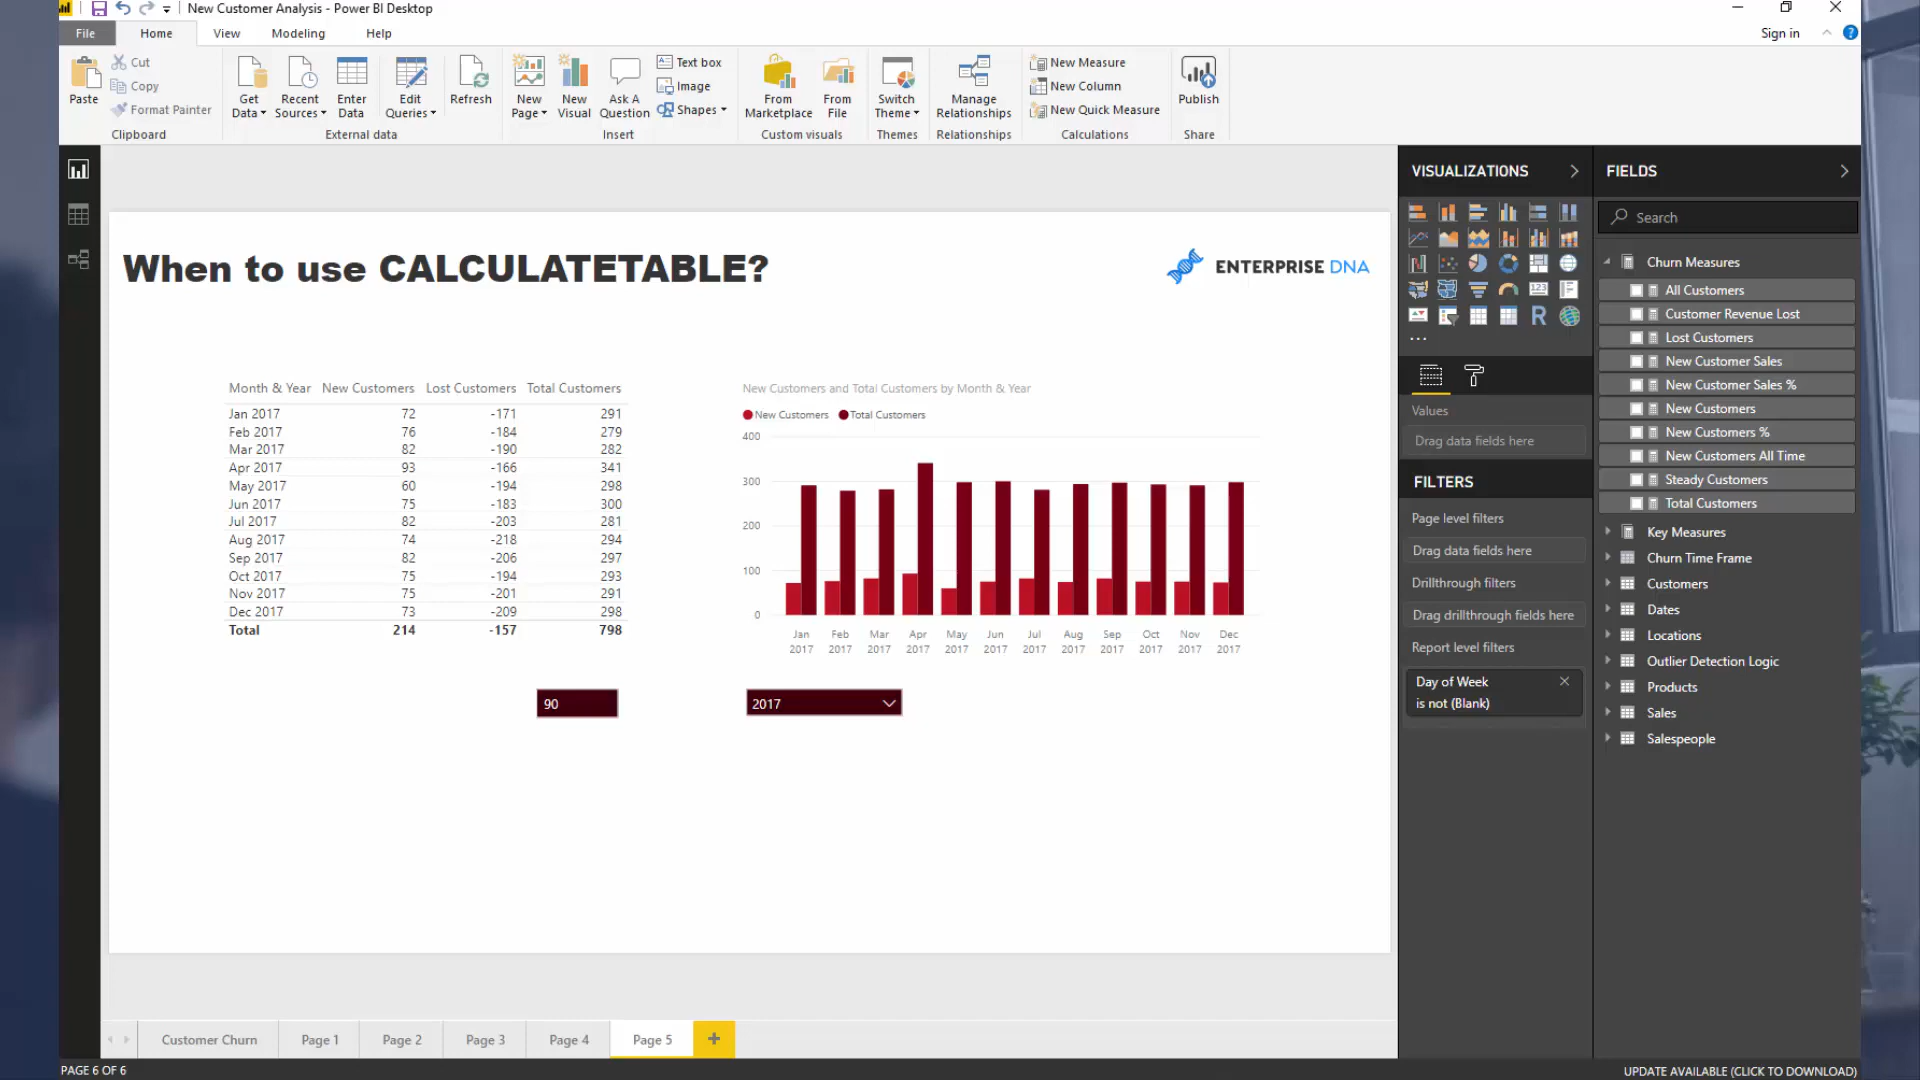 New Customer Analysis - Power BI Desktop
File Home View Modeling Help Sign in
Paste
Cut
Copy
Format Painter
Clipboard
Get Data
Recent Sources
Enter Data
Edit Queries
External data
Refresh
New Page
New Visual
Ask A Question
Text box
Image
Shapes
Insert
From Marketplace
From File
Custom visuals
Switch Theme
Themes
Manage Relationships
Relationships
New Measure
New Column
New Quick Measure
Calculations
Publish
Share
When to use CALCULATETABLE?
ENTERPRISE DNA
Month & Year New Customers Lost Customers Total Customers
Jan 2017 72 -171 291
Feb 2017 76 -184 279
Mar 2017 82 -190 282
Apr 2017 93 -166 341
May 2017 60 -194 298
Jun 2017 75 -183 300
Jul 2017 82 -203 281
Aug 2017 74 -218 294
Sep 2017 82 -206 297
Oct 2017 75 -194 293
Nov 2017 75 -201 291
Dec 2017 73 -209 298
Total 214 -157 798
90
New Customers and Total Customers by Month & Year
New Customers Total Customers
400
300
200
100
0
Jan Feb Mar Apr May Jun Jul Aug Sep Oct Nov Dec
2017 2017 2017 2017 2017 2017 2017 2017 2017 2017 2017 2017
2017
VISUALIZATIONS
R
123
...
Values
Drag data fields here
FILTERS
Page level filters
Drag data fields here
Drillthrough filters
Drag drillthrough fields here
Report level filters
Day of Week
is not (Blank)
FIELDS
Search
Churn Measures
All Customers
Customer Revenue Lost
Lost Customers
New Customer Sales
New Customer Sales %
New Customers
New Customers %
New Customers All Time
Steady Customers
Total Customers
Key Measures
Churn Time Frame
Customers
Dates
Locations
Outlier Detection Logic
Products
Sales
Salespeople
Customer Churn Page 1 Page 2 Page 3 Page 4 Page 5 +
PAGE 6 OF 6
UPDATE AVAILABLE (CLICK TO DOWNLOAD)